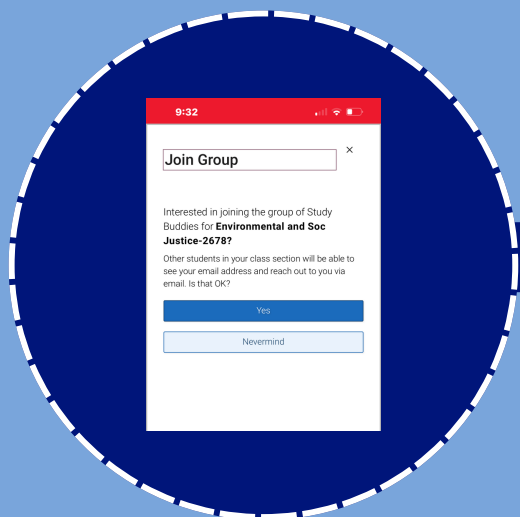 9:32
Join Group
×
Interested in joining the group of Study
Buddies for Environmental and Soc
Justice-2678?
Other students in your class section will be able to
see your email address and reach out to you via
email. Is that OK?
Yes
Nevermind